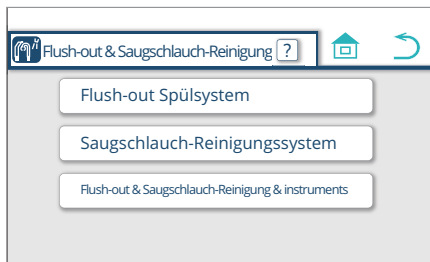 Flush-out & Saugschlauch-Reinigung ?
Flush-out Spülsystem
Saugschlauch-Reinigungssystem
Flush-out & Saugschlauch-Reinigung & instruments